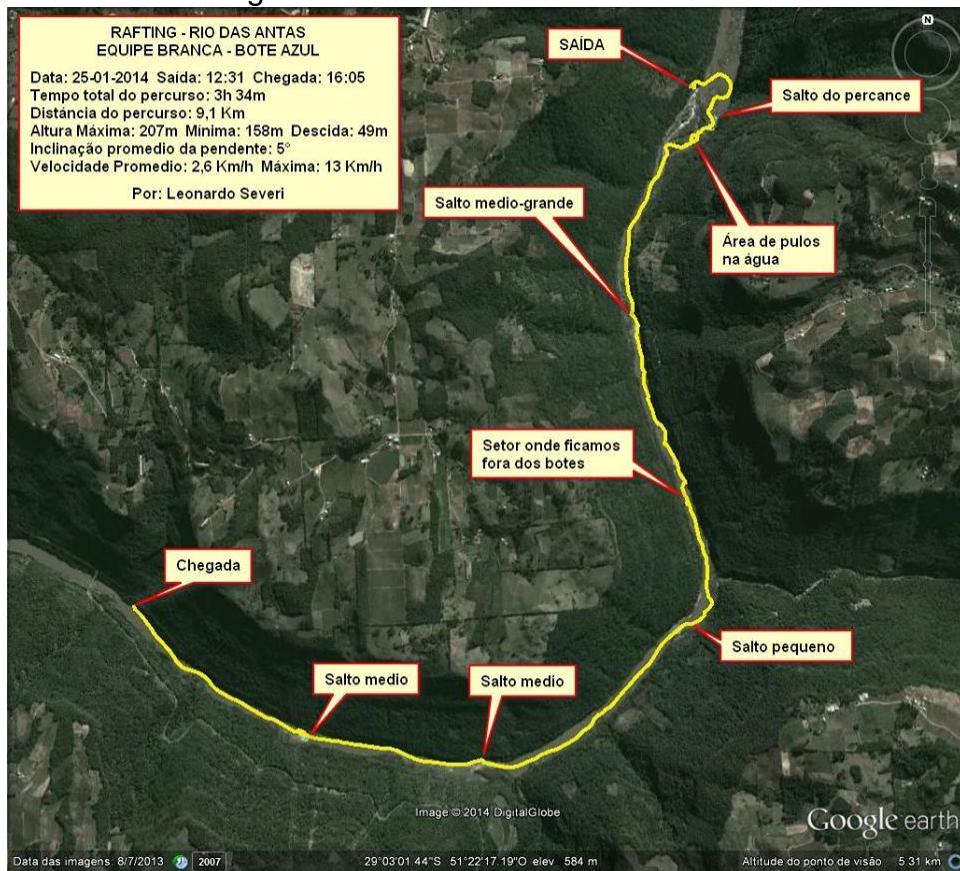 RAFTING - RIO DAS ANTAS
EQUIPE BRANCA - BOTE AZUL
Data: 25-01-2014 Saída: 12:31 Chegada: 16:05
Tempo total do percurso: 3h 34m
Distáncia do percurso: 9,1 Km
Altura Máxima: 207m Mínima: 158m Descida: 49m
Inclinação promedio da pendente: 5°
Velocidade Promedio: 2,6 Km/h Máxima: 13 Km/h
Por: Leonardo Severi
N
SAÍDA
Salto do percance
Salto medio-grande
Área de pulos
na água
Setor onde ficamos
fora dos botes
Chegada
Salto pequeno
Salto medio
Salto medio
Image © 2014 DigitalGlobe
Google earth
Data das imagens: 8/7/2013 2007 29°03'01.44"S 51°22'17.19"O elev 584 m Altitude do ponto de visão 5.31 km